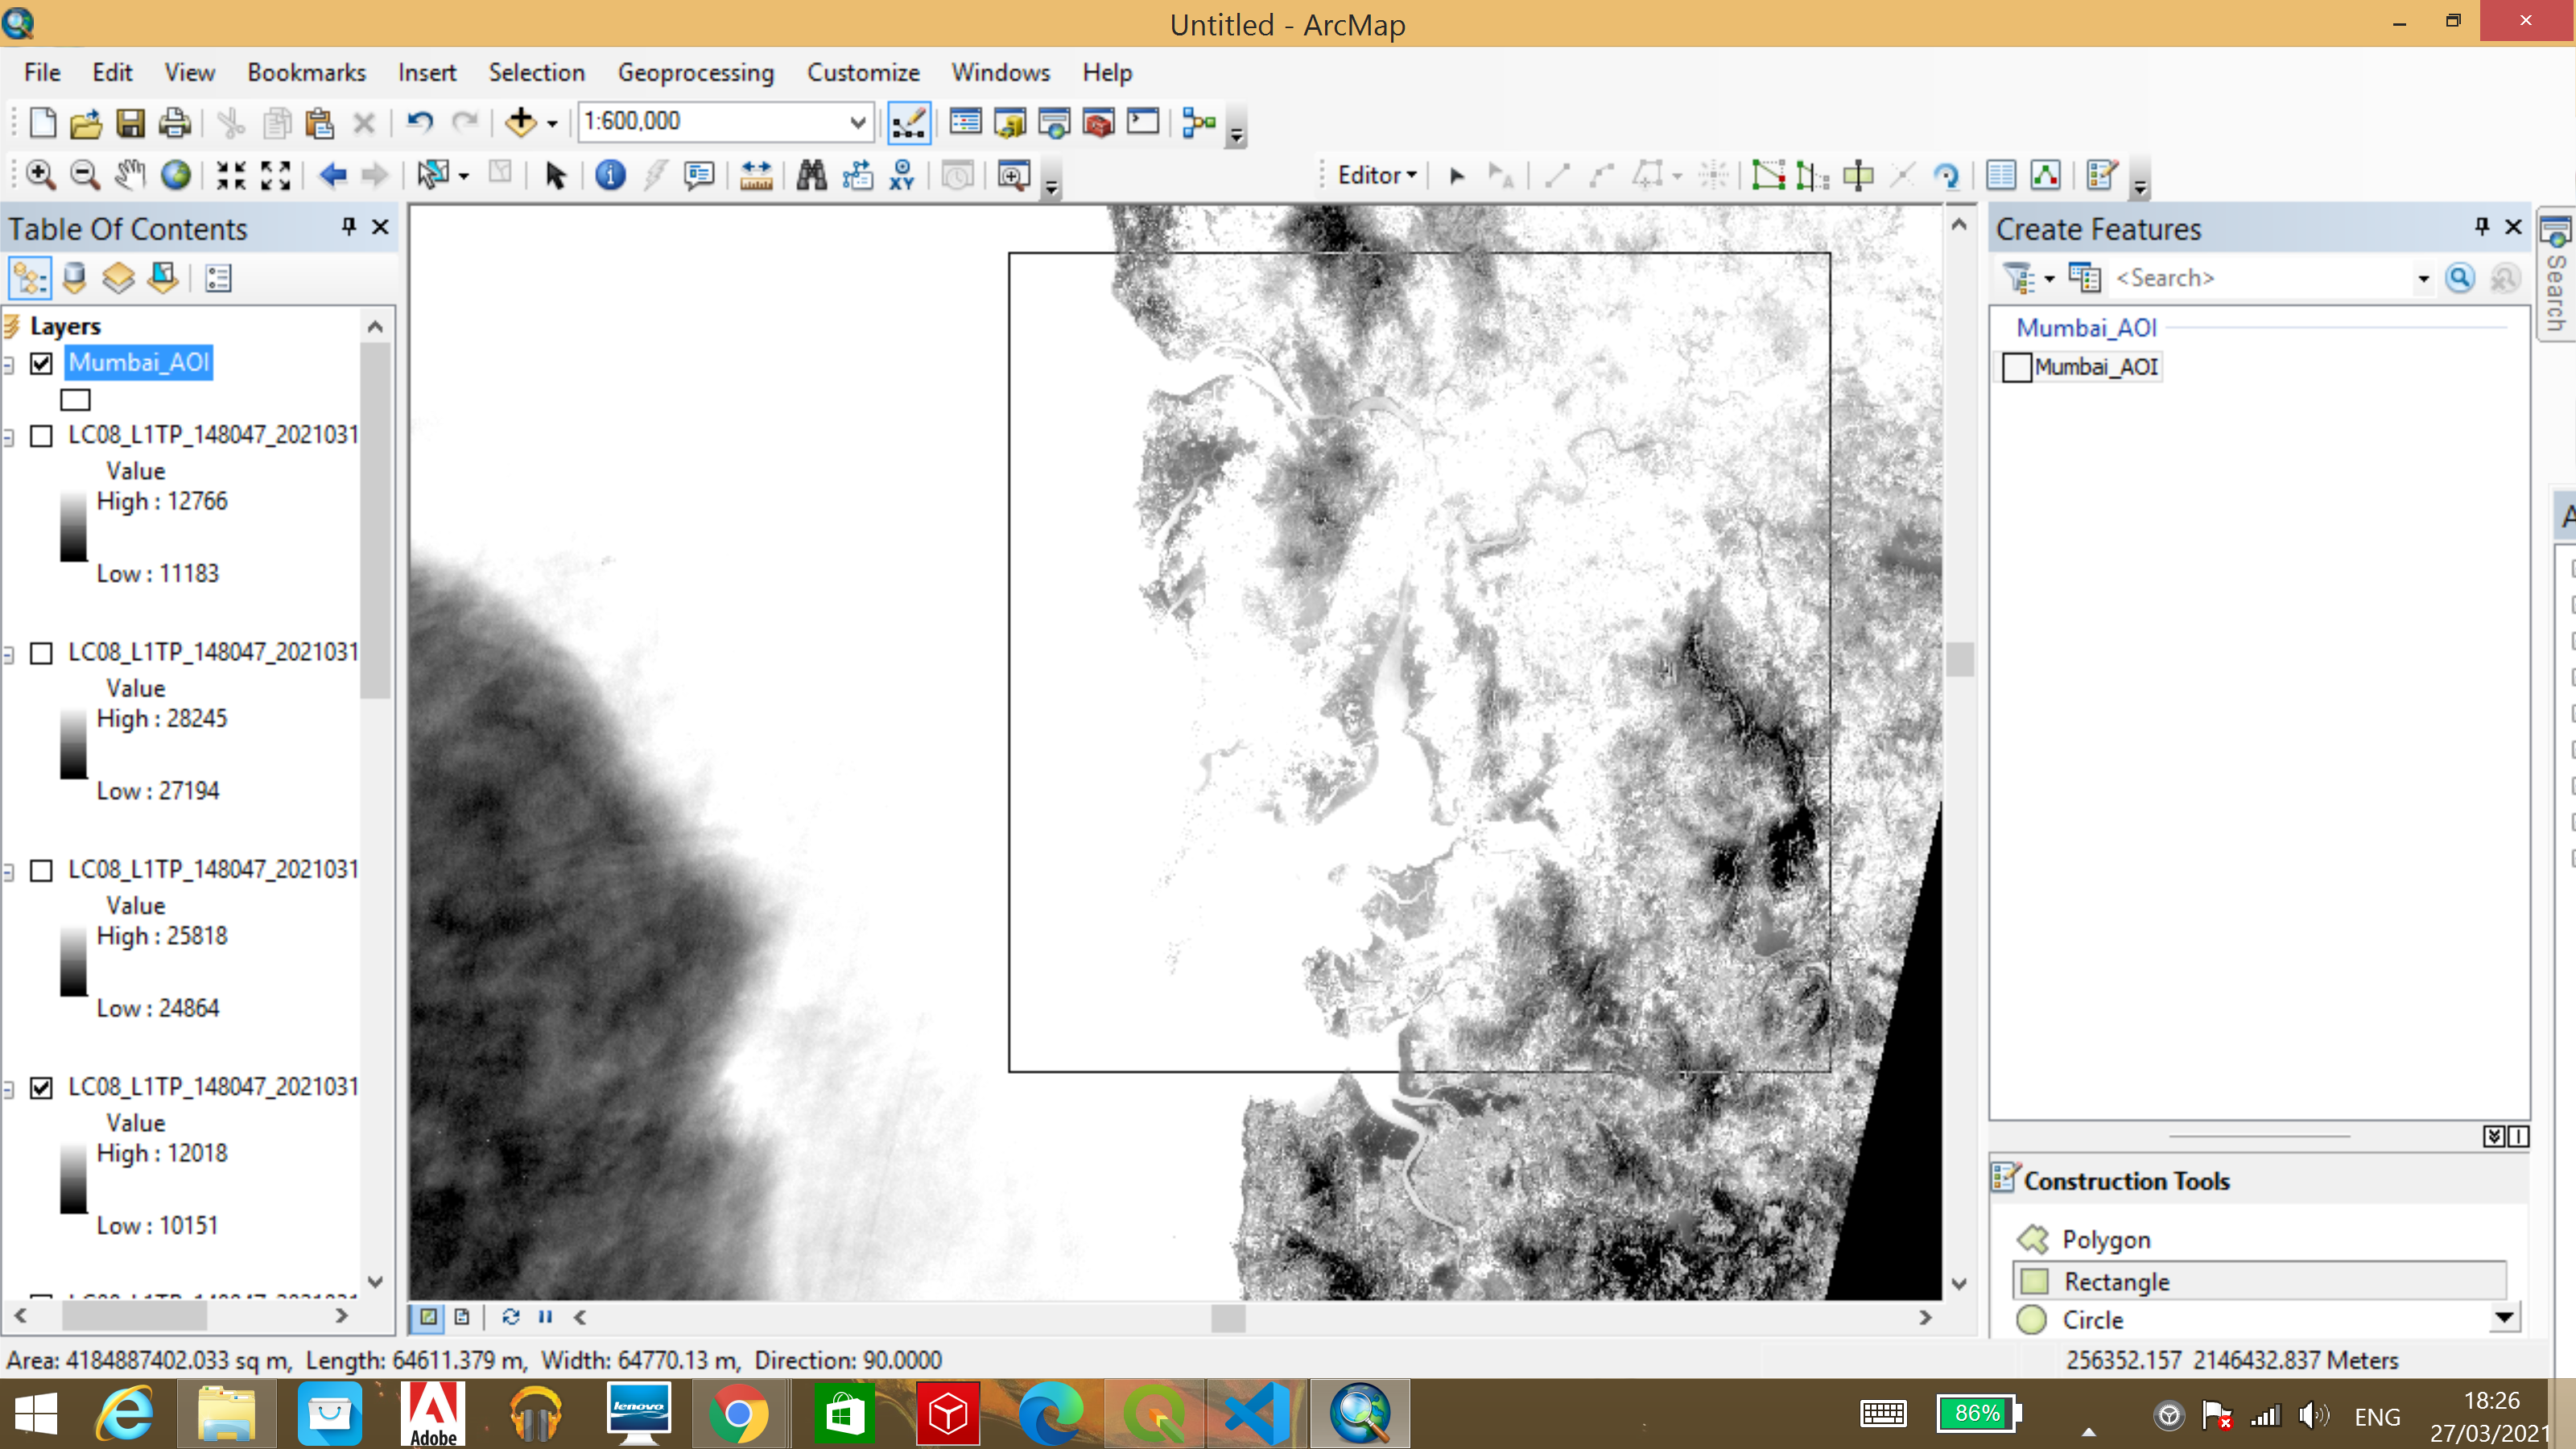 Untitled - ArcMap
File Edit View Bookmarks Insert Selection Geoprocessing Customize Windows Help
1:600,000
XY
Editor
Table Of Contents
Layers
Mumbai_AOI
LC08_L1TP_148047_2021031
Value
High : 12766
Low : 11183
LC08_L1TP_148047_2021031
Value
High : 28245
Low : 27194
LC08_L1TP_148047_2021031
Value
High : 25818
Low : 24864
LC08_L1TP_148047_2021031
Value
High : 12018
Low : 10151
Create Features
<Search>
Mumbai_AOI
Mumbai_AOI
Construction Tools
Polygon
Rectangle
Circle
Search
Area: 4184887402.033 sq m, Length: 64611.379 m, Width: 64770.13 m, Direction: 90.0000
256352.157 2146432.837 Meters
Adobe
lenovo
86%
ENG
18:26
27/03/2021